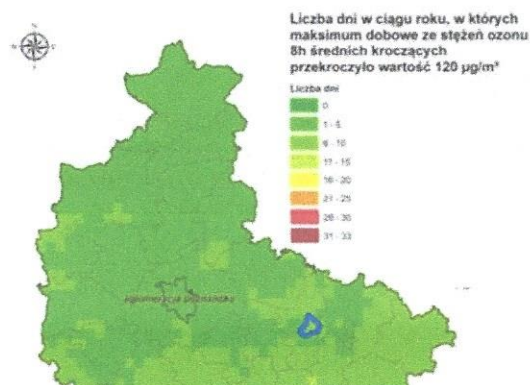 Liczba dni w ciągu roku, w których
maksimum dobowe ze stężeń ozonu
8h średnich kroczących
przekroczyło wartość 120 µg/m³
Liczba dni
0
1 - 5
6 - 10
11 - 15
16 - 20
21 - 25
26 - 30
31 - 33